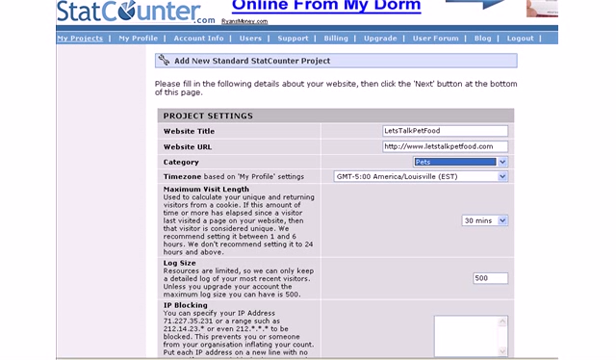 StatCounter.com
Online From My Dorm
RyansMoney.com
My Projects | My Profile | Account Info | Users | Support | Billing | Upgrade | User Forum | Blog | Logout |
Add New Standard StatCounter Project
Please fill in the following details about your website, then click the 'Next' button at the bottom
of this page.
PROJECT SETTINGS
Website Title
LetsTalkPetFood
Website URL
http://www.letstalkpetfood.com
Category
Pets
Timezone based on 'My Profile' settings
GMT-5:00 America/Louisville (EST)
Maximum Visit Length
Used to calculate your unique and returning
visitors from a cookie. If this amount of
time or more has elapsed since a visitor
last visited a page on your website, then
that visitor is considered unique. We
recommend setting it between 1 and 6
hours. We don't recommend setting it to 24
hours and above.
30 mins
Log Size
Resources are limited, so we can only keep
a detailed log of your most recent visitors.
Unless you upgrade your account the
maximum log size you can have is 500.
500
IP Blocking
You can specify your IP Address
71.227.35.231 or a range such as
212.14.23.* or even 212.*.*.* to be
blocked. This prevents you or someone
from your organisation inflating your count.
Put each IP address on a new line with no